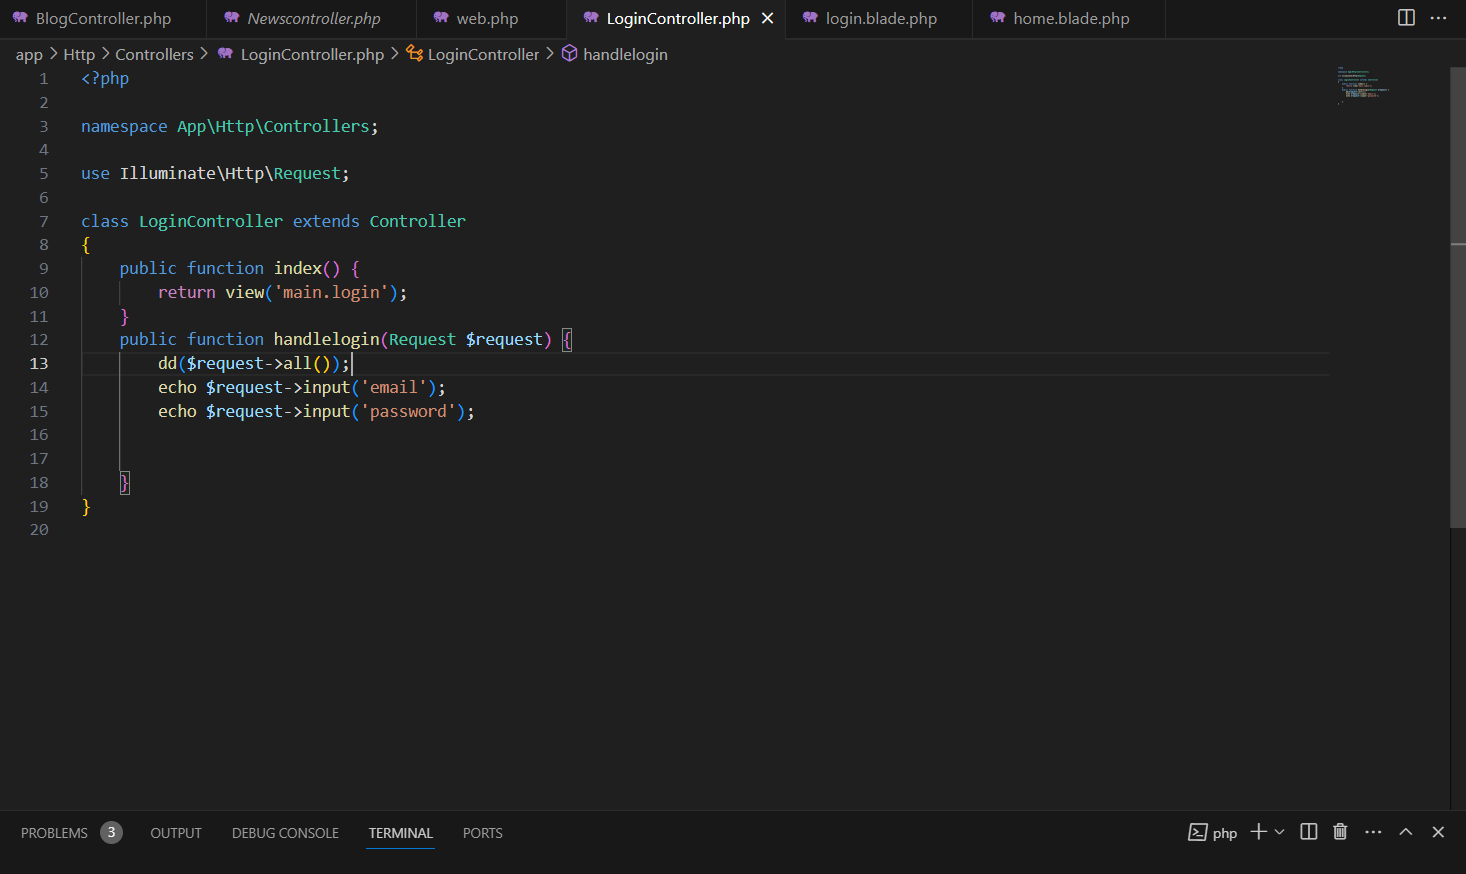 BlogController.php Newscontroller.php web.php LoginController.php login.blade.php home.blade.php
app > Http > Controllers > LoginController.php > LoginController > handlelogin
1 <?php
2
3 namespace App\Http\Controllers;
4
5 use Illuminate\Http\Request;
6
7 class LoginController extends Controller
8 {
9     public function index() {
10         return view('main.login');
11     }
12     public function handlelogin(Request $request) {
13         dd($request->all());
14         echo $request->input('email');
15         echo $request->input('password');
16
17
18     }
19 }
20
PROBLEMS 3 OUTPUT DEBUG CONSOLE TERMINAL PORTS php